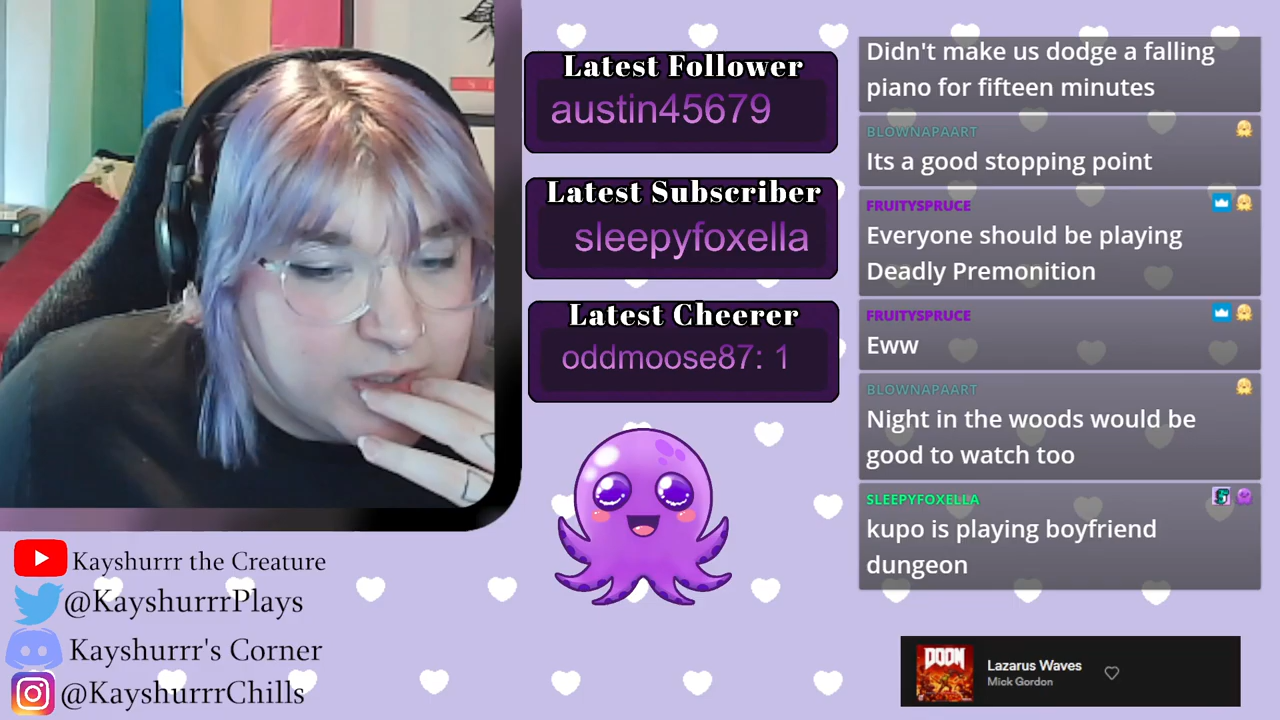 Latest Follower
austin45679
Latest Subscriber
sleepyfoxella
Latest Cheerer
oddmoose87: 1
Didn't make us dodge a falling
piano for fifteen minutes
BLOWNAPAART
Its a good stopping point
FRUITYSPRUCE
Everyone should be playing
Deadly Premonition
FRUITYSPRUCE
Eww
BLOWNAPAART
Night in the woods would be
good to watch too
SLEEPYFOXELLA
kupo is playing boyfriend
dungeon
Kayshurrr the Creature
@KayshurrrPlays
Kayshurrr's Corner
@KayshurrrChills
DOOM
Lazarus Waves
Mick Gordon